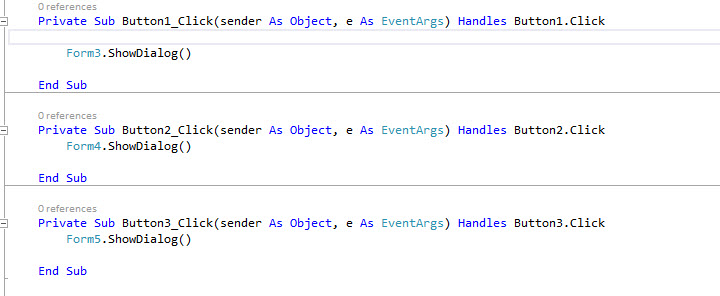 0 references
Private Sub Button1_Click(sender As Object, e As EventArgs) Handles Button1.Click
Form3.ShowDialog()
End Sub
0 references
Private Sub Button2_Click(sender As Object, e As EventArgs) Handles Button2.Click
Form4.ShowDialog()
End Sub
0 references
Private Sub Button3_Click(sender As Object, e As EventArgs) Handles Button3.Click
Form5.ShowDialog()
End Sub